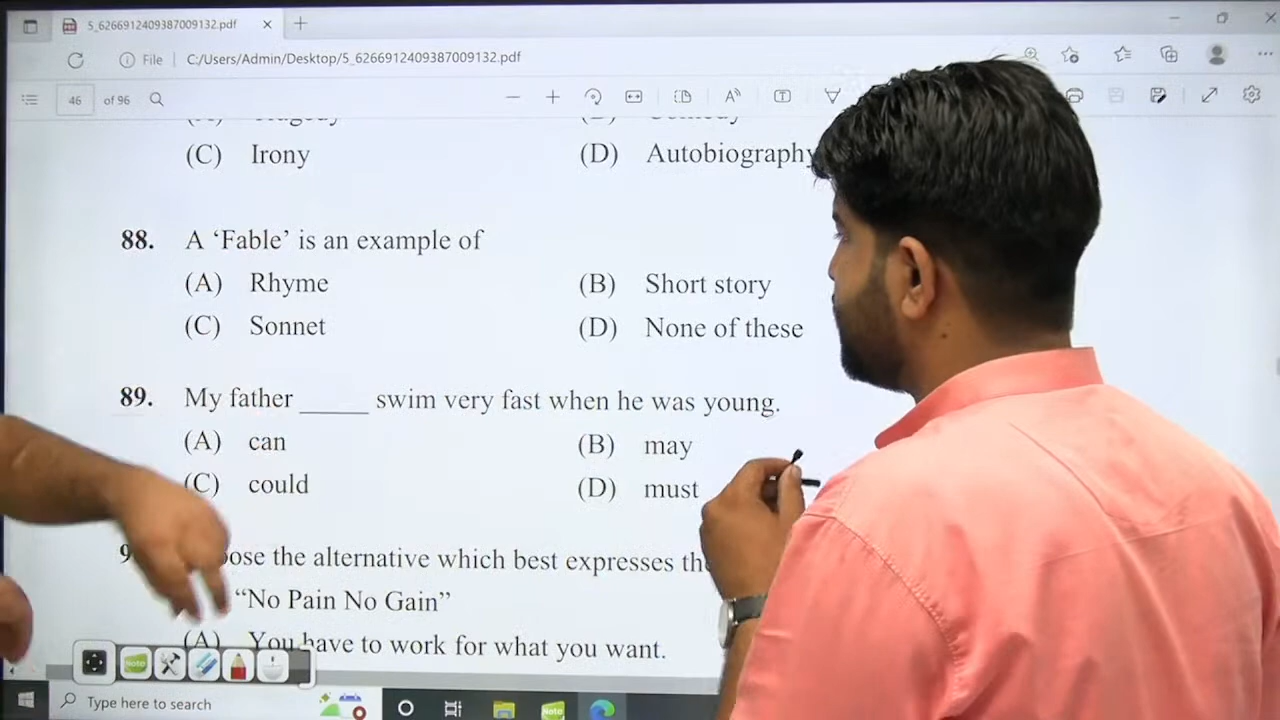 5_6266912409387009132.pdf
File C:/Users/Admin/Desktop/5_6266912409387009132.pdf
46 of 96
(C) Irony (D) Autobiography
88. A ‘Fable’ is an example of
(A) Rhyme (B) Short story
(C) Sonnet (D) None of these
89. My father _____ swim very fast when he was young.
(A) can (B) may
(C) could (D) must
the alternative which best expresses
“No Pain No Gain”
(A) You have to work for what you want.
Note
Type here to search
Note